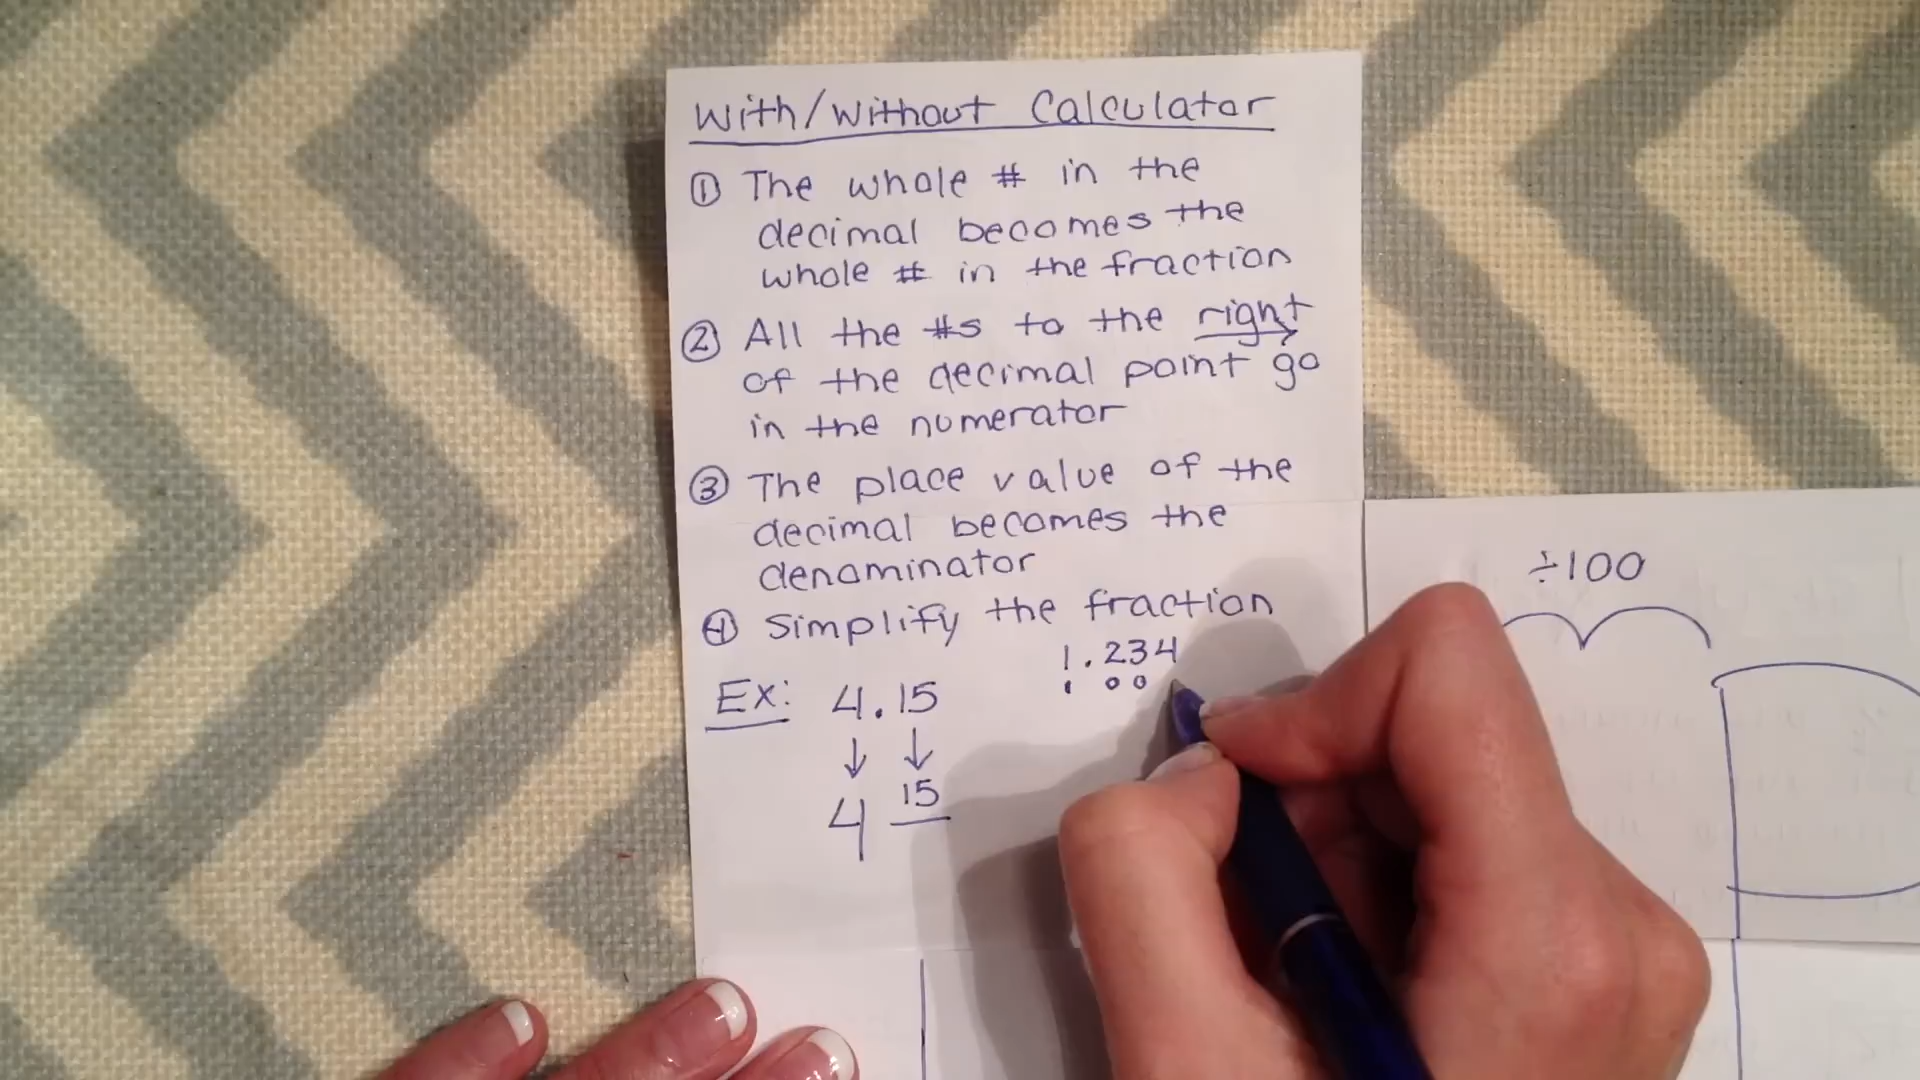 With/Without Calculator
① The whole # in the
decimal becomes the
whole # in the fraction
② All the #s to the right
of the decimal point go
in the numerator
③ The place value of the
decimal becomes the
denominator
④ Simplify the fraction
1.234
1 00
Ex: 4.15
↓ ↓
4 15
÷100